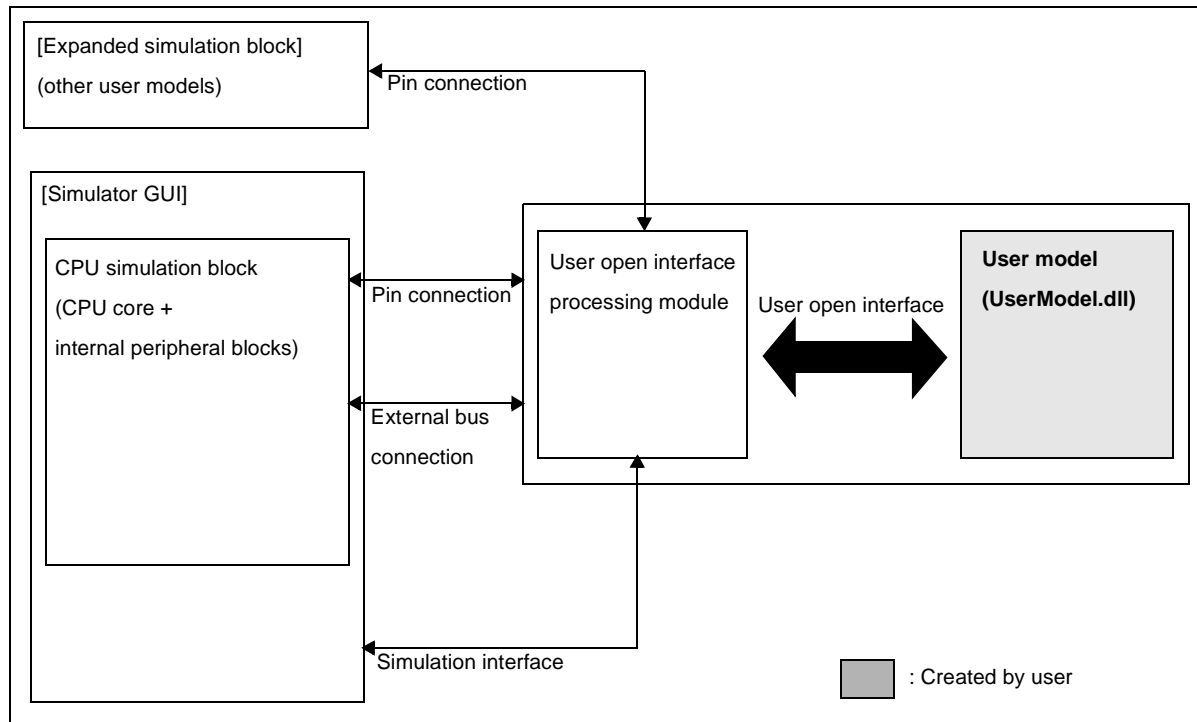 [Expanded simulation block]
(other user models)
Pin connection
[Simulator GUI]
CPU simulation block
(CPU core +
internal peripheral blocks)
Pin connection
External bus
connection
User open interface
processing module
User open interface
User model
(UserModel.dll)
Simulation interface
: Created by user